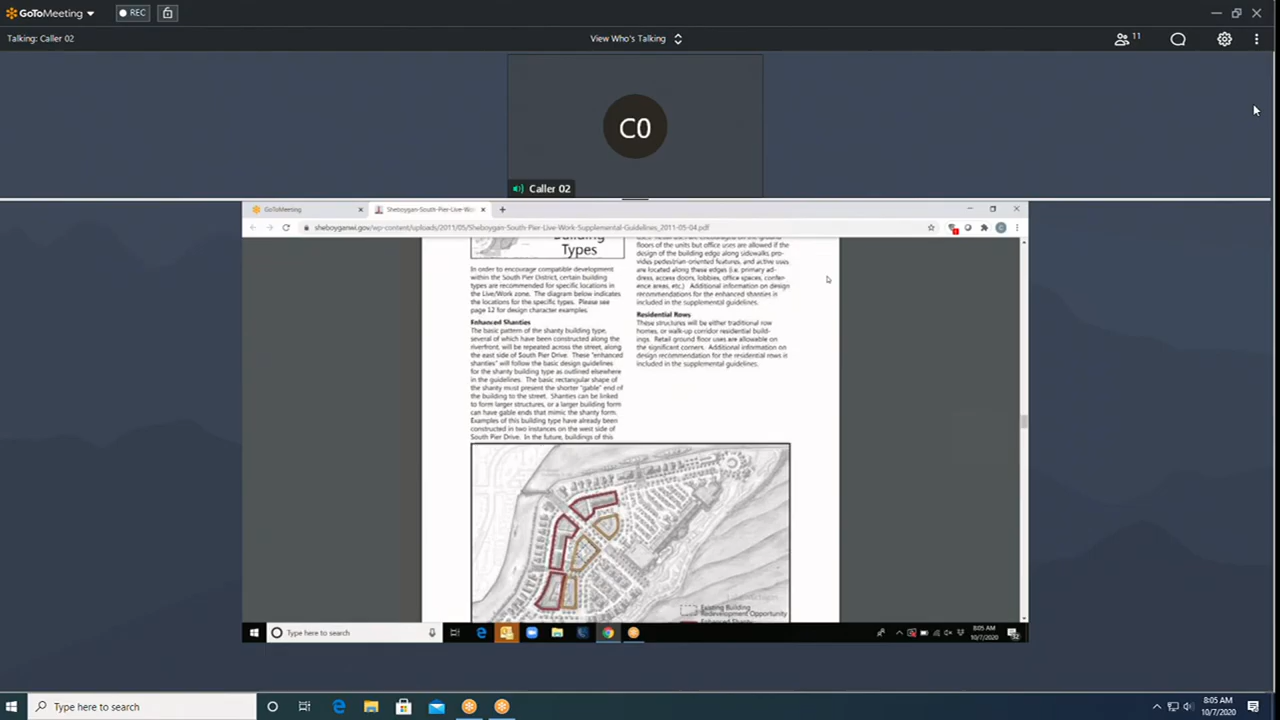 GoToMeeting
REC
Talking: Caller 02
View Who's Talking
11
C0
Caller 02
GoToMeeting
Sheboygan-South-Pier-Live-Wo
sheboyganwi.gov/wp-content/uploads/2011/05/Sheboygan-South-Pier-Live-Work-Supplemental-Guidelines_2011-05-04.pdf
Building
Types
In order to encourage compatible development
within the South Pier District, certain building
types are recommended for specific locations in
the Live/Work zone. The diagram below indicates
the locations for the specific types. Please see
page 12 for design character examples.
Enhanced Shanties
The basic pattern of the shanty building type,
several of which have been constructed along the
riverfront, will be repeated across the street, along
the east side of South Pier Drive. These "enhanced
shanties" will follow the basic design guidelines
for the shanty building type as outlined elsewhere
in the guidelines. The basic rectangular shape of
the shanty must present the shorter "gable" end of
the building to the street. Shanties can be linked
to form larger structures, or a larger building form
can have gable ends that mimic the shanty form.
Examples of this building type have already been
constructed in two instances on the west side of
South Pier Drive. In the future, buildings of this
floors of the units but office uses are allowed if the
design of the building edge along sidewalks pro-
vides pedestrian-oriented features, and active uses
are located along these edges (i.e. primary ad-
dress, access doors, lobbies, office spaces, confer-
ence areas, etc.) Additional information on design
recommendations for the enhanced shanties is
included in the supplemental guidelines.
Residential Rows
These structures will be either traditional row
homes, or walk-up corridor residential build-
ings. Retail ground floor uses are allowable on
the significant corners. Additional information on
design recommendation for the residential rows is
included in the supplemental guidelines.
Existing Building
Redevelopment Opportunity
Enhanced Shanty
Type here to search
8:05 AM
10/7/2020
Type here to search
8:05 AM
10/7/2020